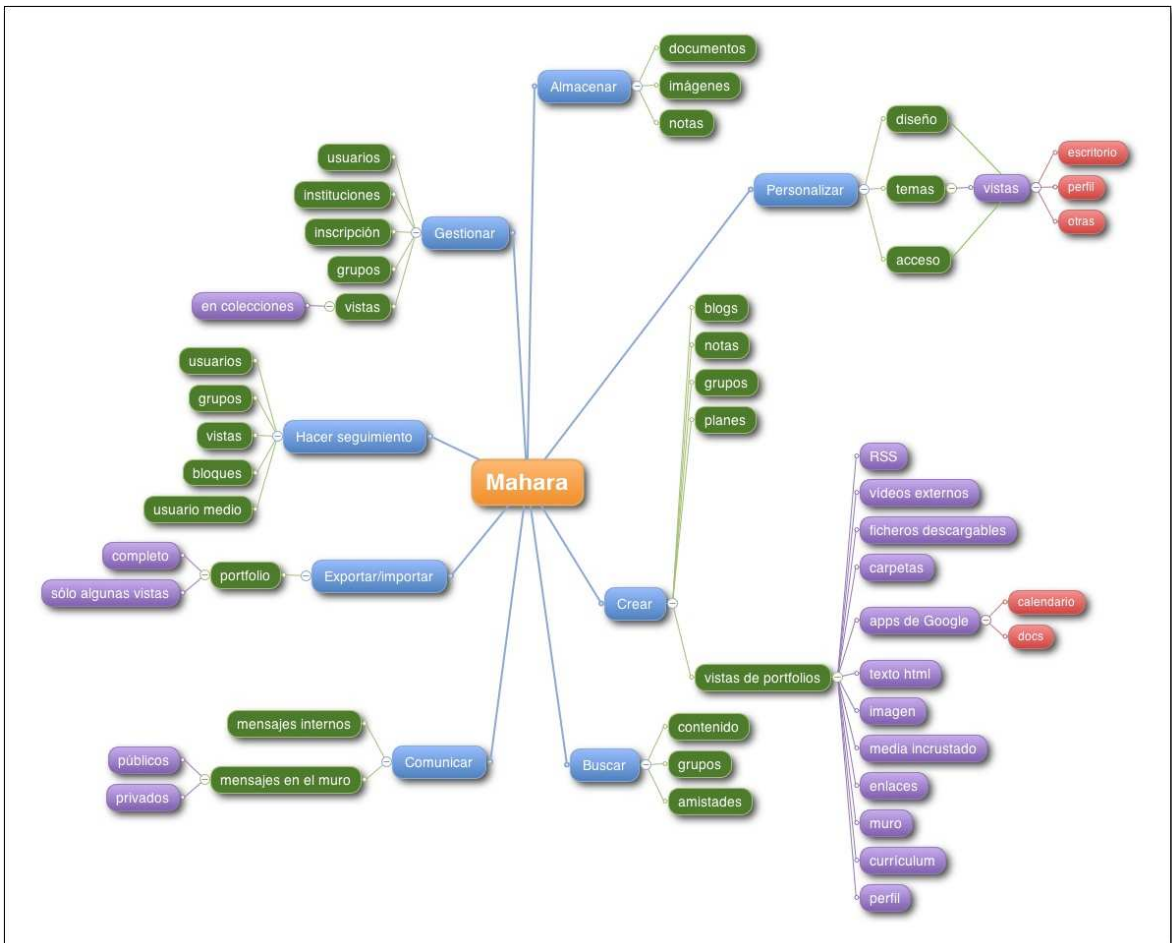 Mahara
Almacenar
documentos
imágenes
notas
Personalizar
diseño
temas
acceso
vistas
escritorio
perfil
otras
Gestionar
usuarios
instituciones
inscripción
grupos
vistas
en colecciones
Hacer seguimiento
usuarios
grupos
vistas
bloques
usuario medio
Exportar/importar
portfolio
completo
sólo algunas vistas
Comunicar
mensajes internos
mensajes en el muro
públicos
privados
Buscar
contenido
grupos
amistades
Crear
blogs
notas
grupos
planes
vistas de portfolios
RSS
vídeos externos
ficheros descargables
carpetas
apps de Google
calendario
docs
texto html
imagen
media incrustado
enlaces
muro
currículum
perfil